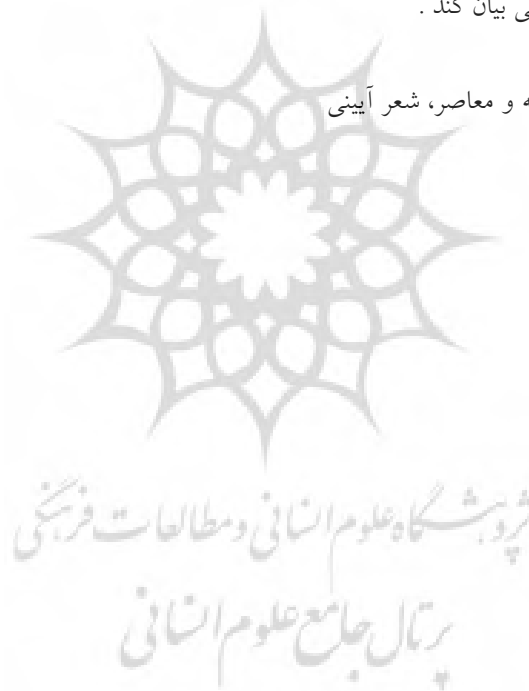 ی بیان کند .
ه و معاصر، شعر آیینی
پژوهشگاه علوم انسانی و مطالعات فرهنگی
پرتال جامع علوم انسانی